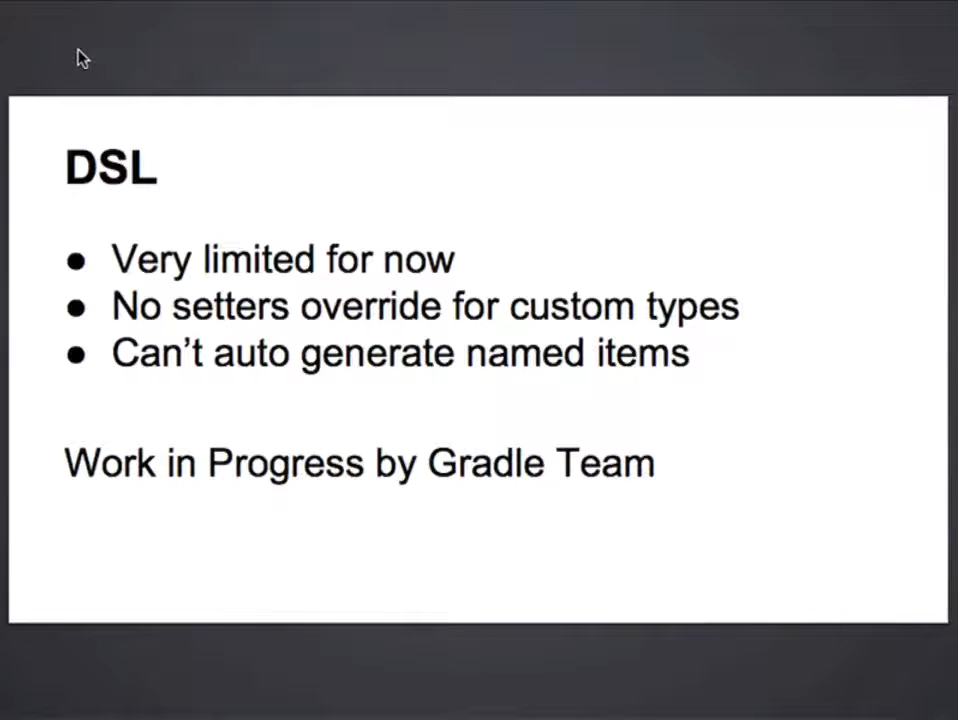 DSL
● Very limited for now
● No setters override for custom types
● Can’t auto generate named items
Work in Progress by Gradle Team